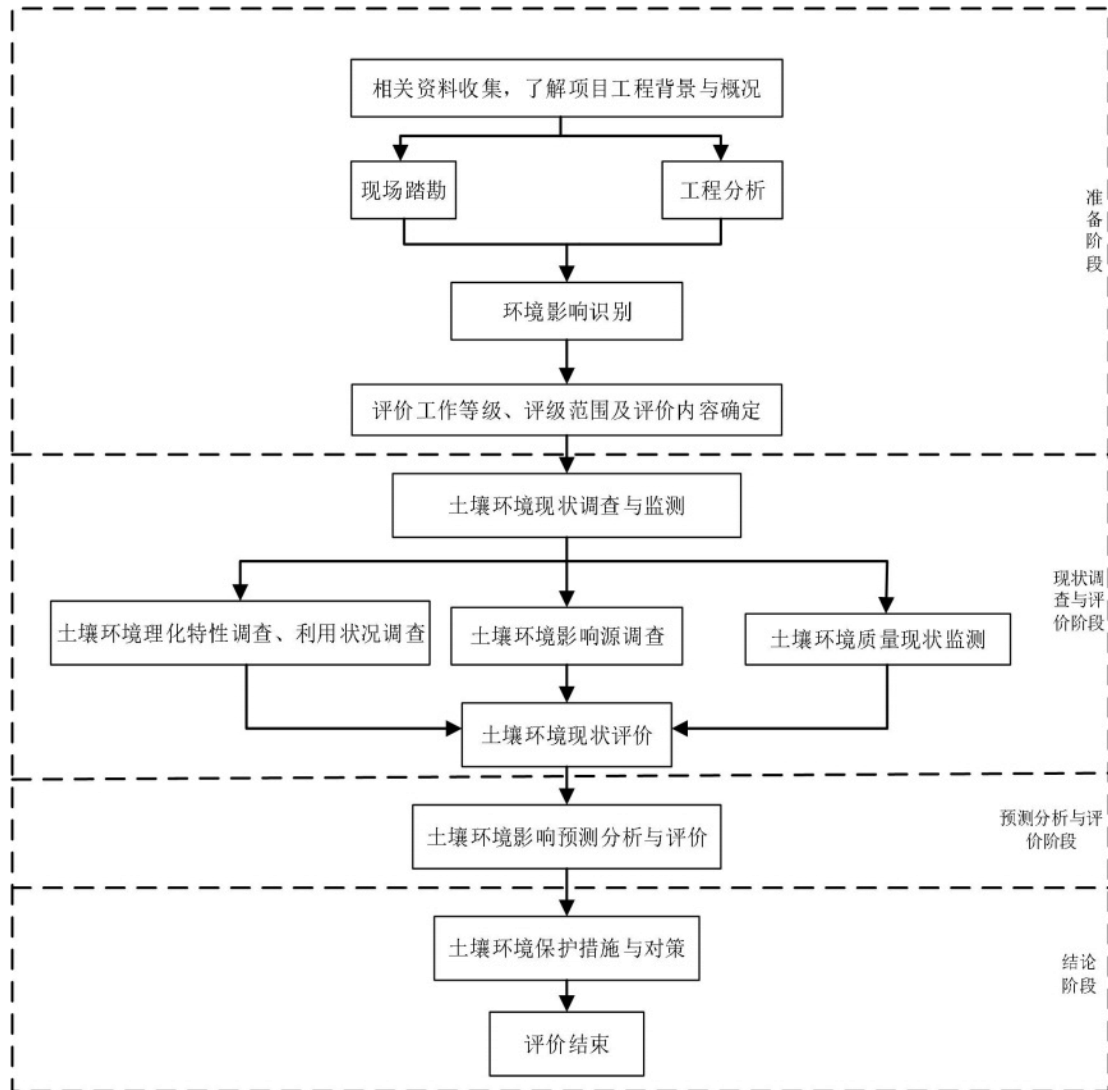 相关资料收集，了解项目工程背景与概况
现场踏勘
工程分析
准
备
阶
段
环境影响识别
评价工作等级、评级范围及评价内容确定
土壤环境现状调查与监测
现状调
查与评
价阶段
土壤环境理化特性调查、利用状况调查
土壤环境影响源调查
土壤环境质量现状监测
土壤环境现状评价
土壤环境影响预测分析与评价
预测分析与评
价阶段
土壤环境保护措施与对策
结论
阶段
评价结束